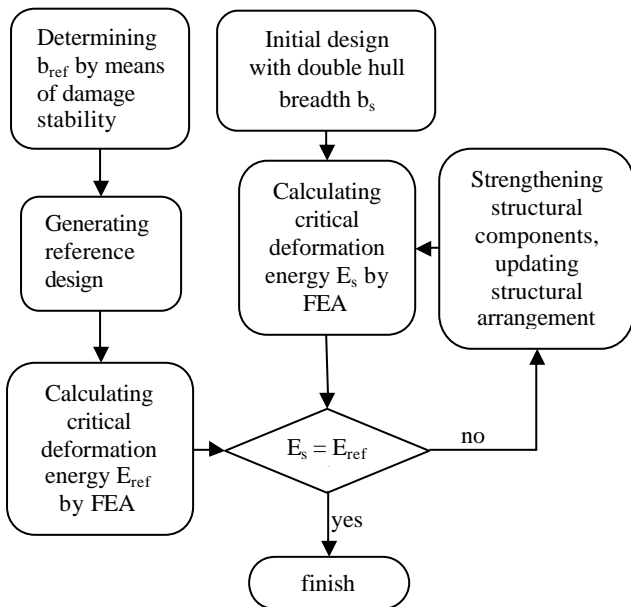 Determining
b_ref by means
of damage
stability
Initial design
with double hull
breadth b_s
Generating
reference
design
Calculating
critical
deformation
energy E_s by
FEA
Strengthening
structural
components,
updating
structural
arrangement
Calculating
critical
deformation
energy E_ref
by FEA
E_s = E_ref
no
yes
finish